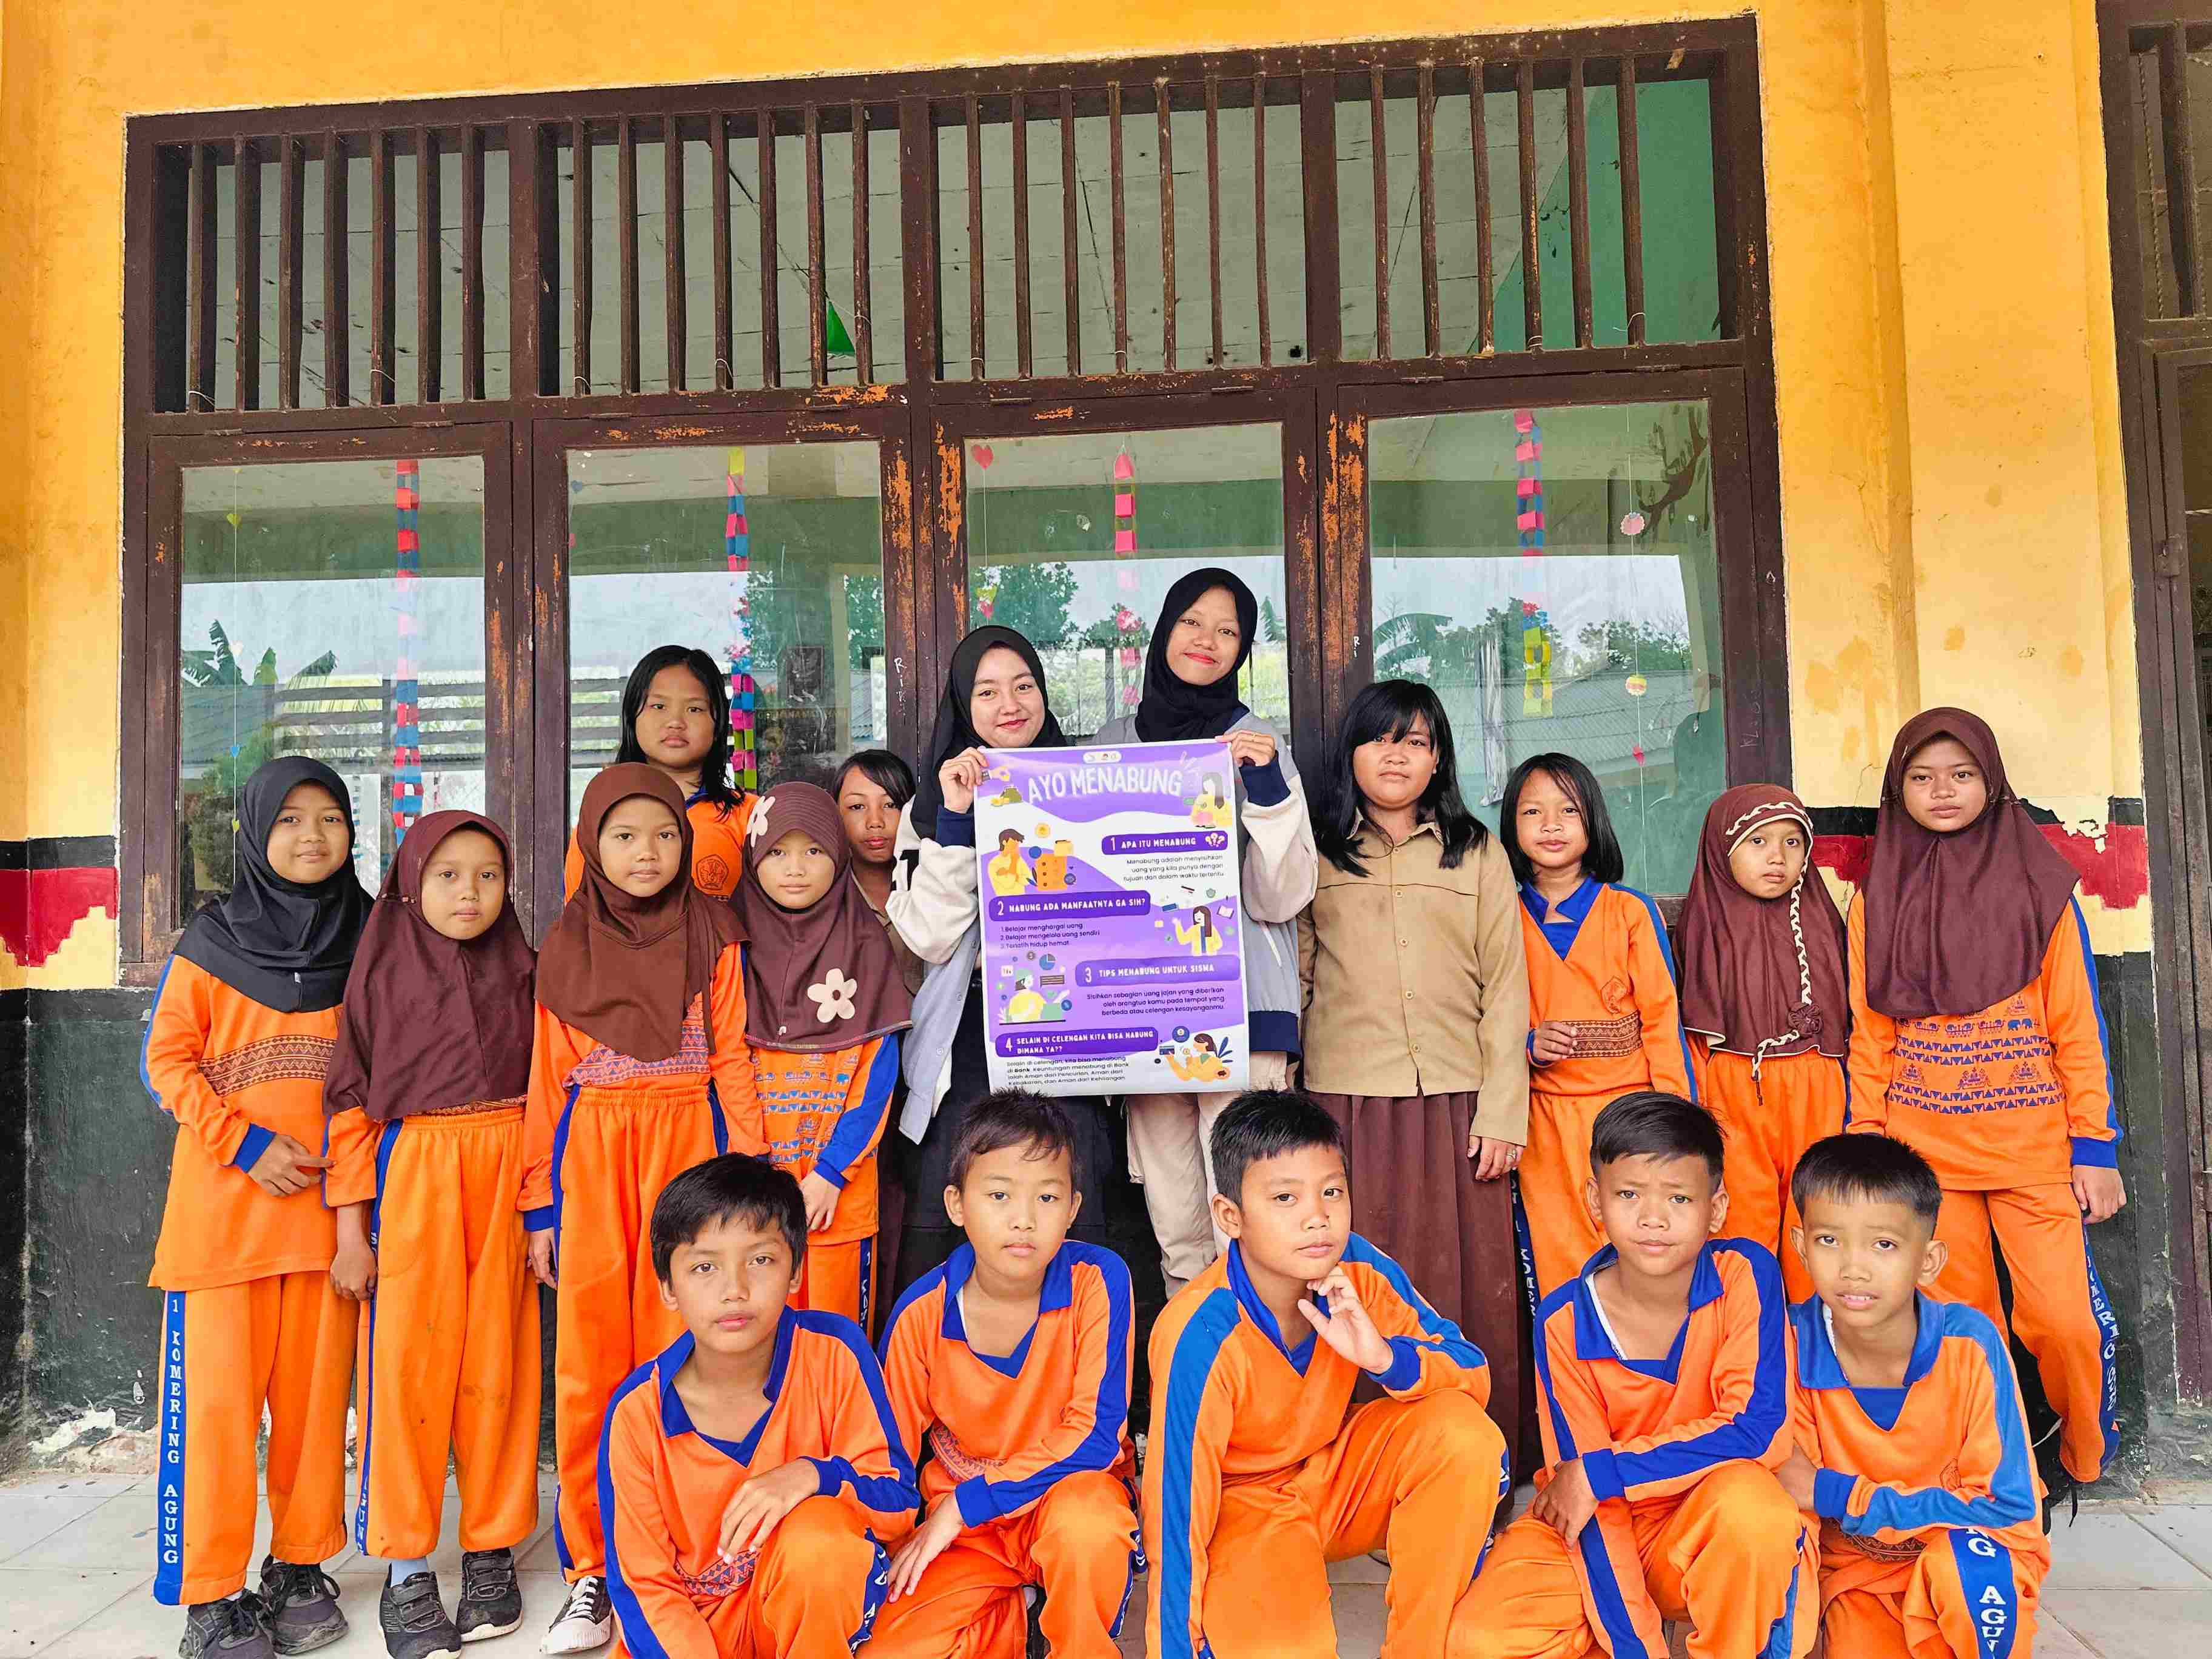 AYO MENABUNG
1 APA ITU MENABUNG
Menabung adalah menyisihkan
uang yang kita punya dengan
tujuan dan dalam waktu tertentu
2 NABUNG ADA MANFAATNYA GA SIH?
1.Belajar menghargai uang
2.Belajar mengelola uang sendiri
3.Terlatih hidup hemat
3 TIPS MENABUNG UNTUK SISWA
Sisihkan sebagian uang jajan yang diberikan
oleh orangtua kamu pada tempat yang
berbeda atau celengan kesayanganmu.
4 SELAIN DI CELENGAN KITA BISA NABUNG
DIMANA YA??
Selain di celengan, kita bisa menabung
di Bank. Keuntungan menabung di Bank
ialah Aman dari Pencurian, Aman dari
Kebakaran, dan Aman dari Kehilangan
1 KOMERING AGUNG